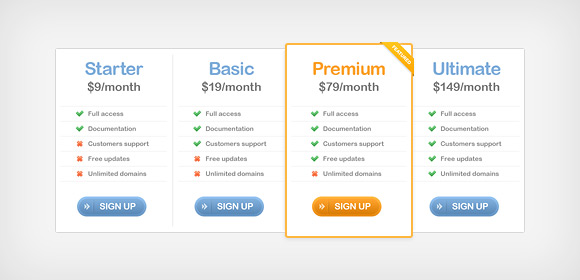 Starter
$9/month
Full access
Documentation
Customers support
Free updates
Unlimited domains
SIGN UP
Basic
$19/month
Full access
Documentation
Customers support
Free updates
Unlimited domains
SIGN UP
FEATURED
Premium
$79/month
Full access
Documentation
Customers support
Free updates
Unlimited domains
SIGN UP
Ultimate
$149/month
Full access
Documentation
Customers support
Free updates
Unlimited domains
SIGN UP